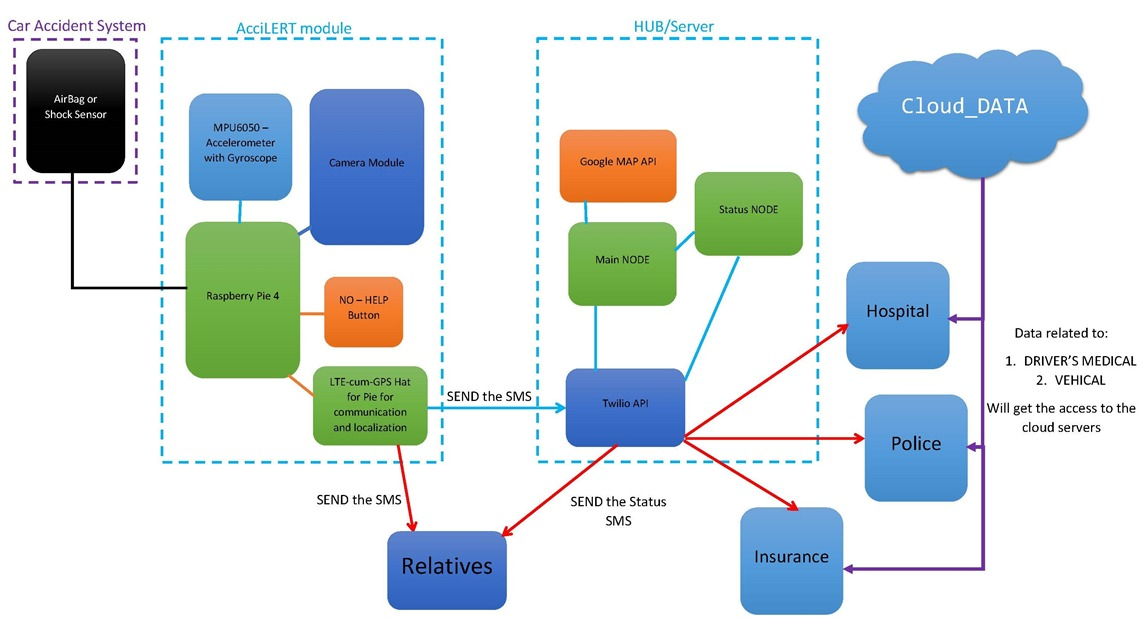 Car Accident System
AirBag or
Shock Sensor
AcciLERT module
MPU6050 –
Accelerometer
with Gyroscope
Camera Module
Raspberry Pie 4
NO – HELP
Button
LTE-cum-GPS Hat
for Pie for
communication
and localization
SEND the SMS
SEND the SMS
HUB/Server
Google MAP API
Status NODE
Main NODE
Twilio API
SEND the Status
SMS
Relatives
Cloud_DATA
Hospital
Police
Insurance
Data related to:
1. DRIVER'S MEDICAL
2. VEHICAL
Will get the access to the
cloud servers